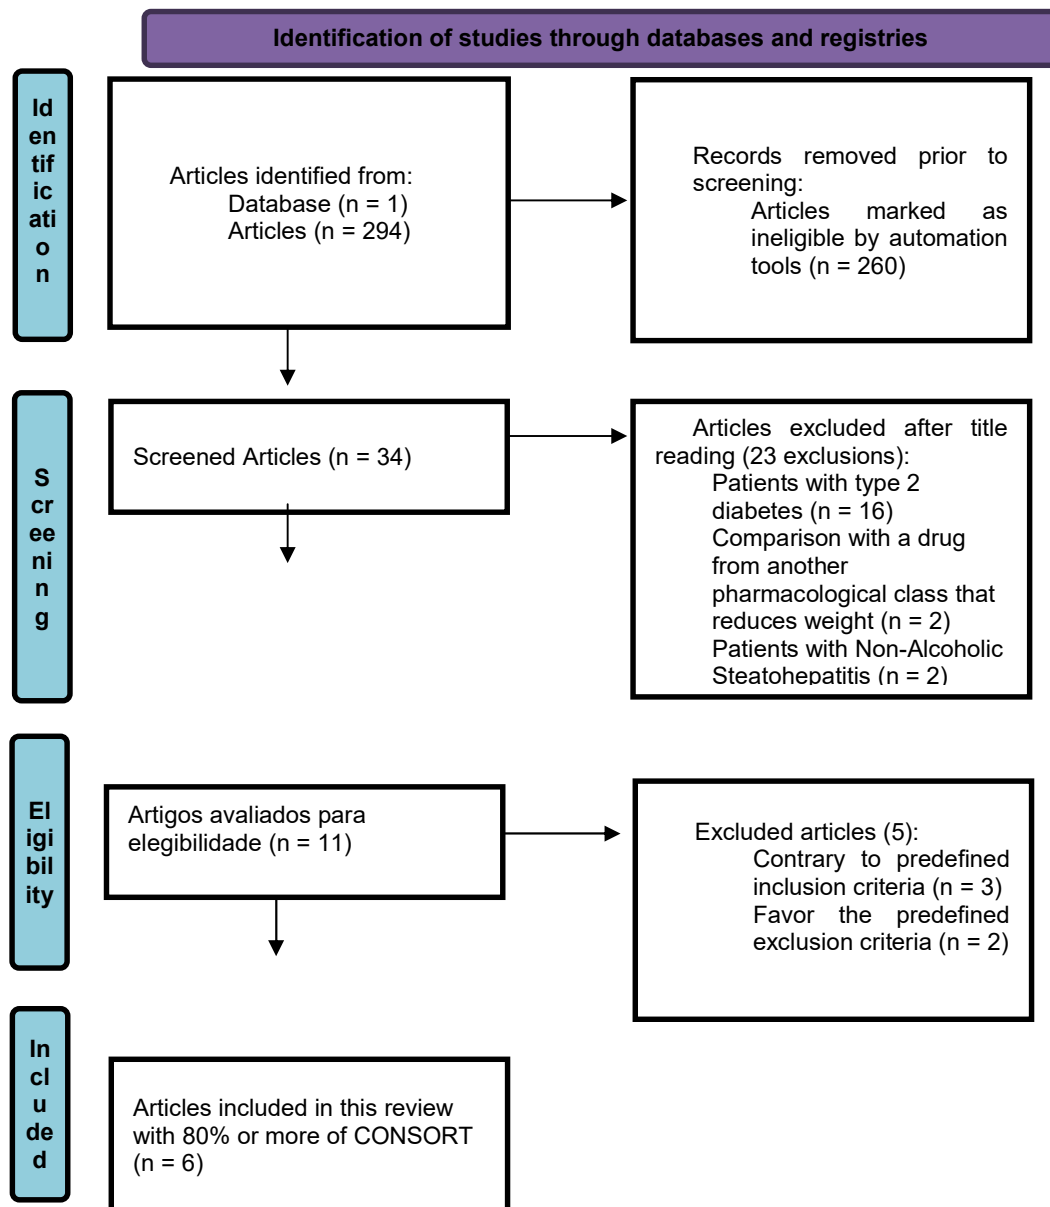 Identification of studies through databases and registries
Id
en
tif
ic
ati
o
n
Articles identified from:
Database (n = 1)
Articles (n = 294)
Records removed prior to
screening:
Articles marked as
ineligible by automation
tools (n = 260)
S
cr
ee
ni
n
g
Screened Articles (n = 34)
Articles excluded after title
reading (23 exclusions):
Patients with type 2
diabetes (n = 16)
Comparison with a drug
from another
pharmacological class that
reduces weight (n = 2)
Patients with Non-Alcoholic
Steatohepatitis (n = 2)
El
igi
bil
ity
Artigos avaliados para
elegibilidade (n = 11)
Excluded articles (5):
Contrary to predefined
inclusion criteria (n = 3)
Favor the predefined
exclusion criteria (n = 2)
In
cl
u
de
d
Articles included in this review
with 80% or more of CONSORT
(n = 6)